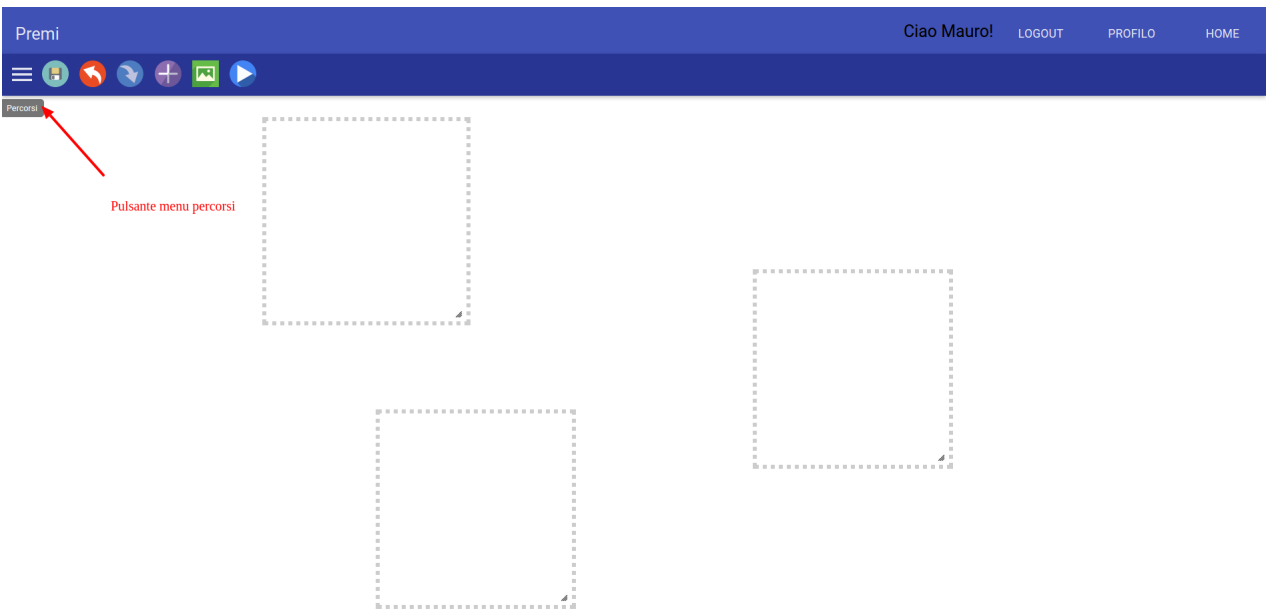 Premi
Ciao Mauro! LOGOUT PROFILO HOME
Percorsi
Pulsante menu percorsi